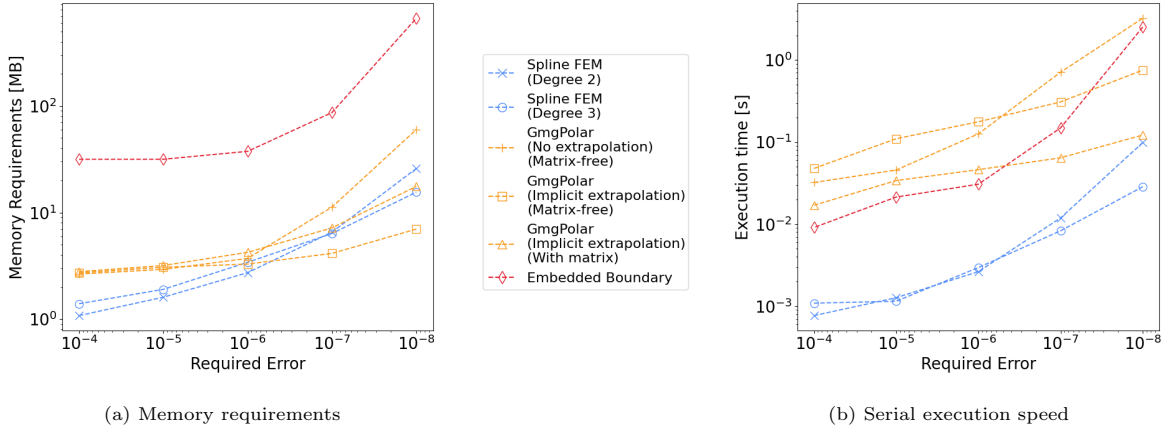 Memory Requirements [MB]
10^2
10^1
10^0
10^-4
10^-5
10^-6
10^-7
10^-8
Required Error
(a) Memory requirements
Spline FEM
(Degree 2)
Spline FEM
(Degree 3)
GmgPolar
(No extrapolation)
(Matrix-free)
GmgPolar
(Implicit extrapolation)
(Matrix-free)
GmgPolar
(Implicit extrapolation)
(With matrix)
Embedded Boundary
Execution time [s]
10^0
10^-1
10^-2
10^-3
10^-4
10^-5
10^-6
10^-7
10^-8
Required Error
(b) Serial execution speed